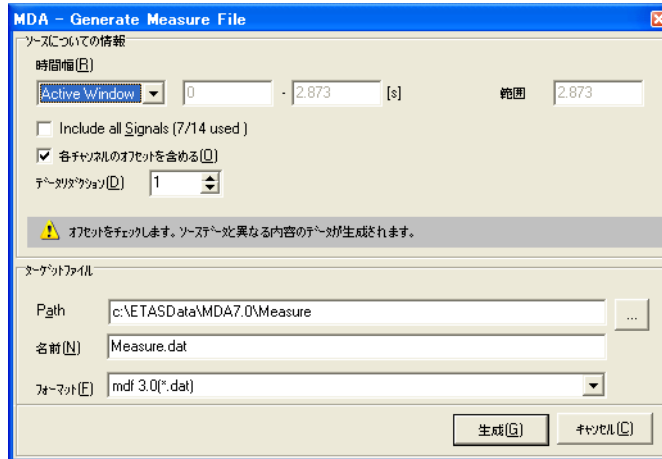 MDA - Generate Measure File
ソースについての情報
時間幅(R)
Active Window 0 - 2.873 [s] 範囲 2.873
Include all Signals (7/14 used )
各チャンネルのオフセットを含める(O)
データリダクション(D) 1
オフセットをチェックします。ソースデータと異なる内容のデータが生成されます。
ターゲットファイル
Path c:\ETASData\MDA7.0\Measure ...
名前(N) Measure.dat
フォーマット(F) mdf 3.0(*.dat)
生成(G) キャンセル(C)